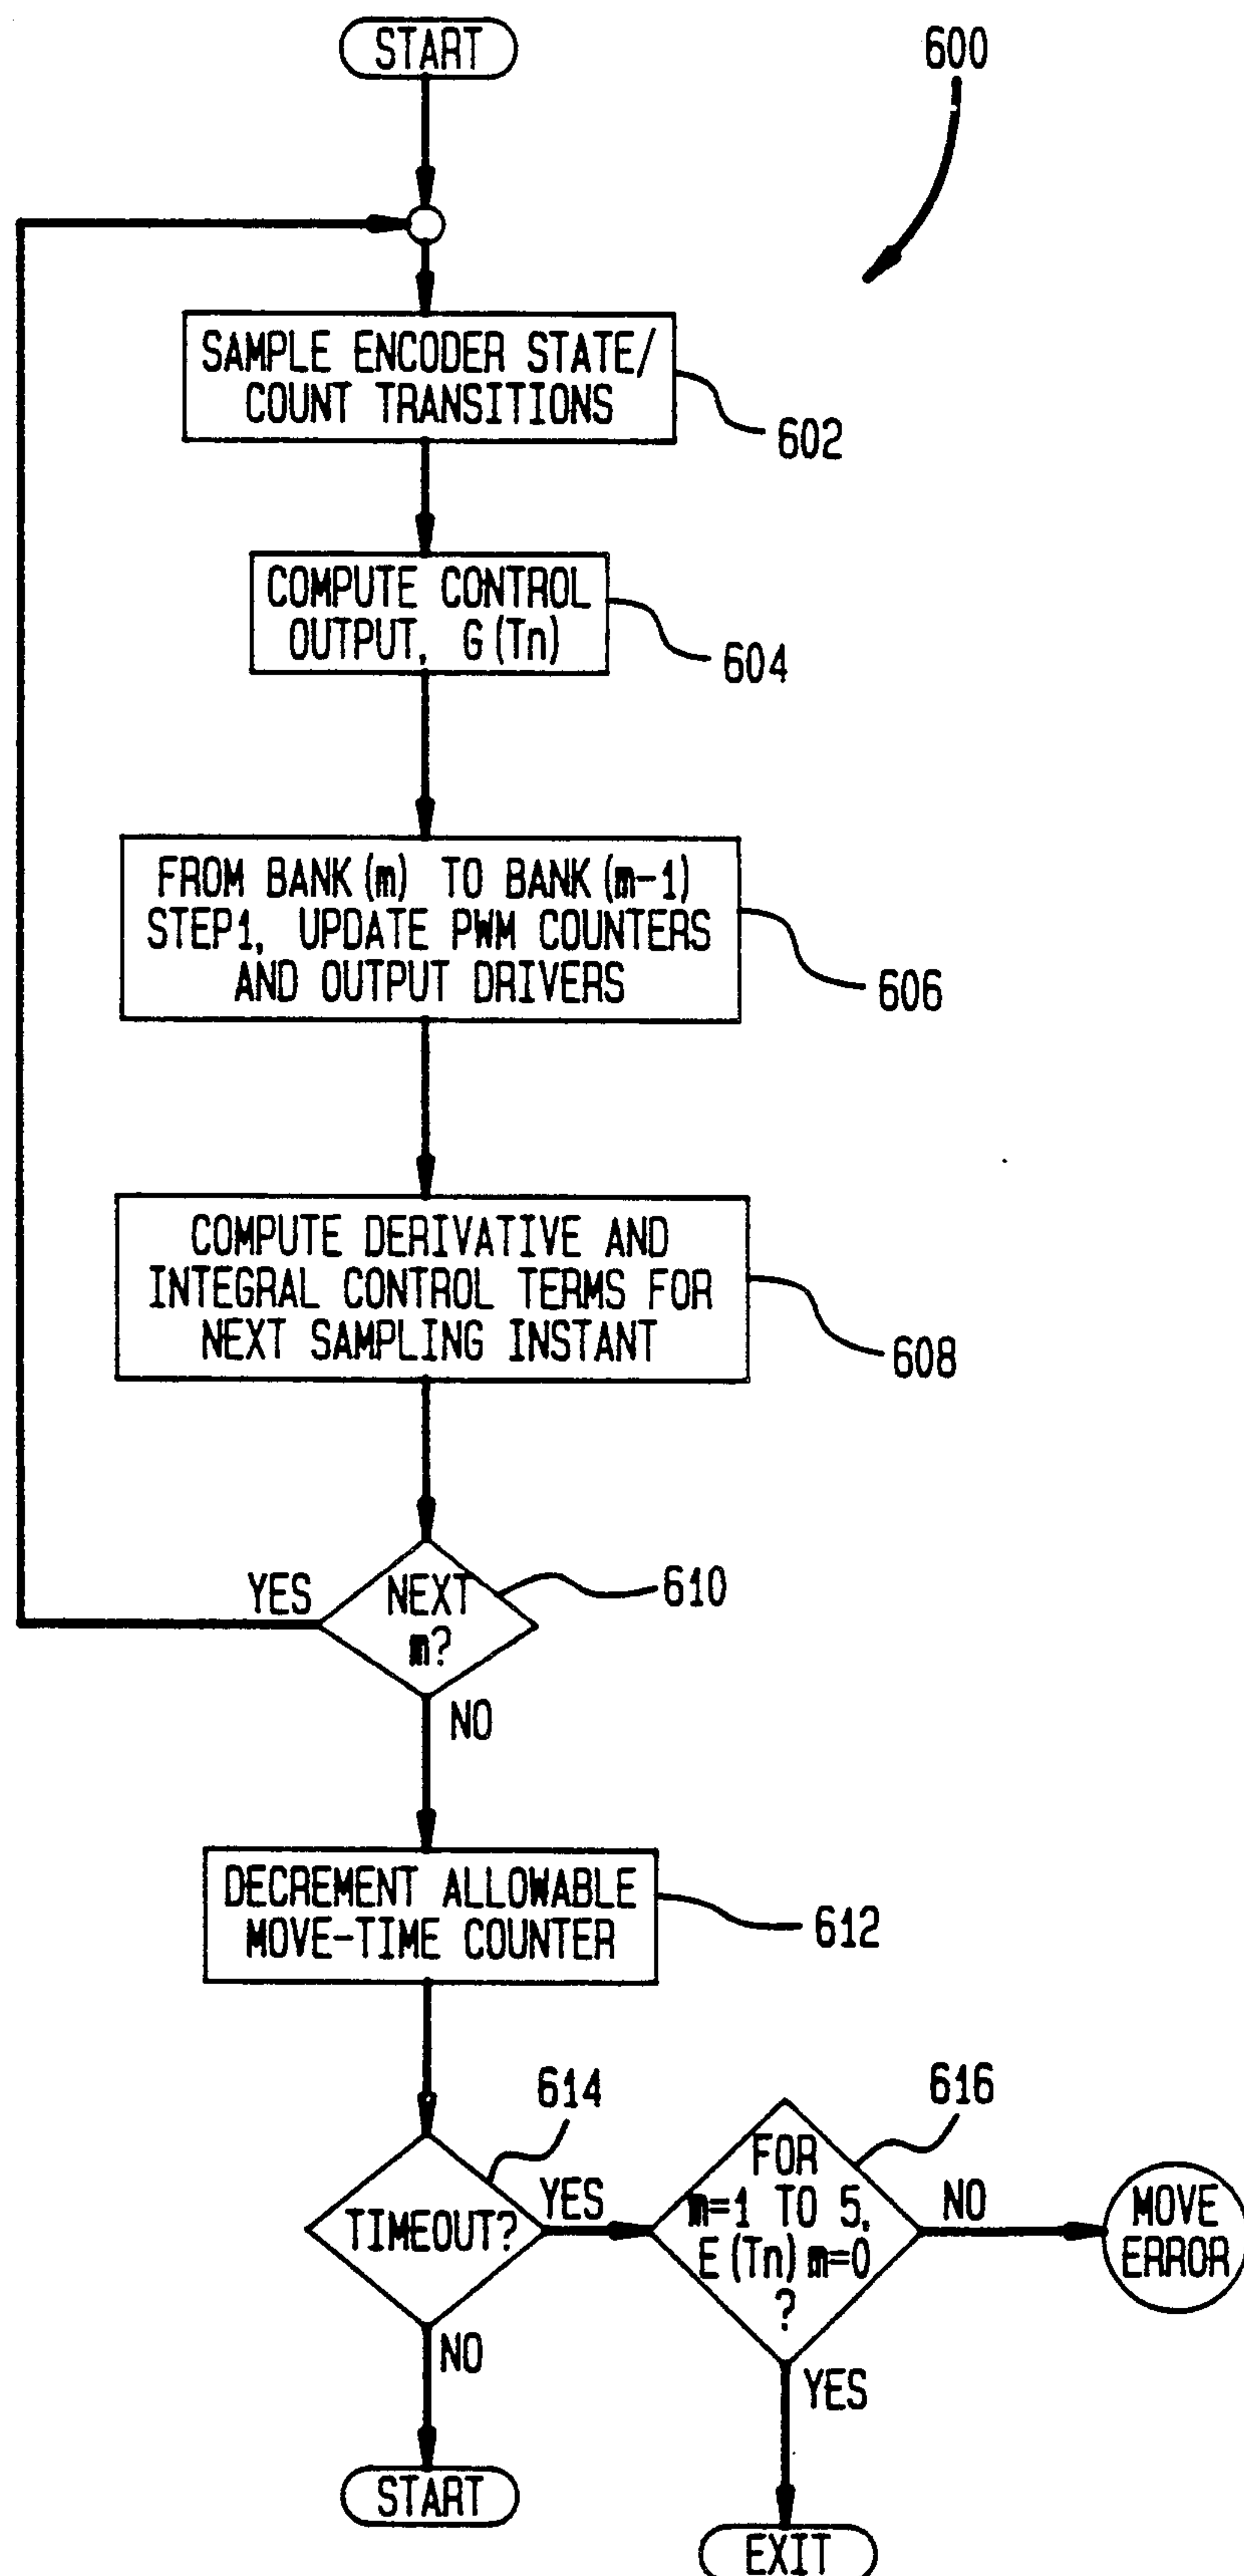 START
600
SAMPLE ENCODER STATE/
COUNT TRANSITIONS
602
COMPUTE CONTROL
OUTPUT, G(Tn)
604
FROM BANK(m) TO BANK(m-1)
STEP1, UPDATE PWM COUNTERS
AND OUTPUT DRIVERS
606
COMPUTE DERIVATIVE AND
INTEGRAL CONTROL TERMS FOR
NEXT SAMPLING INSTANT
608
YES
NEXT
m?
610
NO
DECREMENT ALLOWABLE
MOVE-TIME COUNTER
612
614
616
TIMEOUT?
YES
FOR
m=1 TO 5,
E(Tn)m=0
?
NO
MOVE
ERROR
NO
YES
START
EXIT